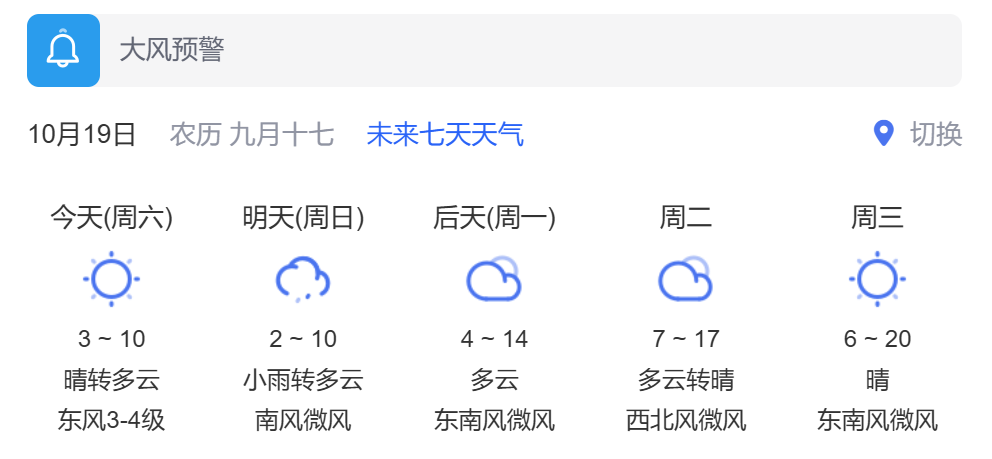 大风预警
10月19日 农历 九月十七 未来七天天气 切换
今天(周六) 明天(周日) 后天(周一) 周二 周三
3 ~ 10 2 ~ 10 4 ~ 14 7 ~ 17 6 ~ 20
晴转多云 小雨转多云 多云 多云转晴 晴
东风3-4级 南风微风 东南风微风 西北风微风 东南风微风